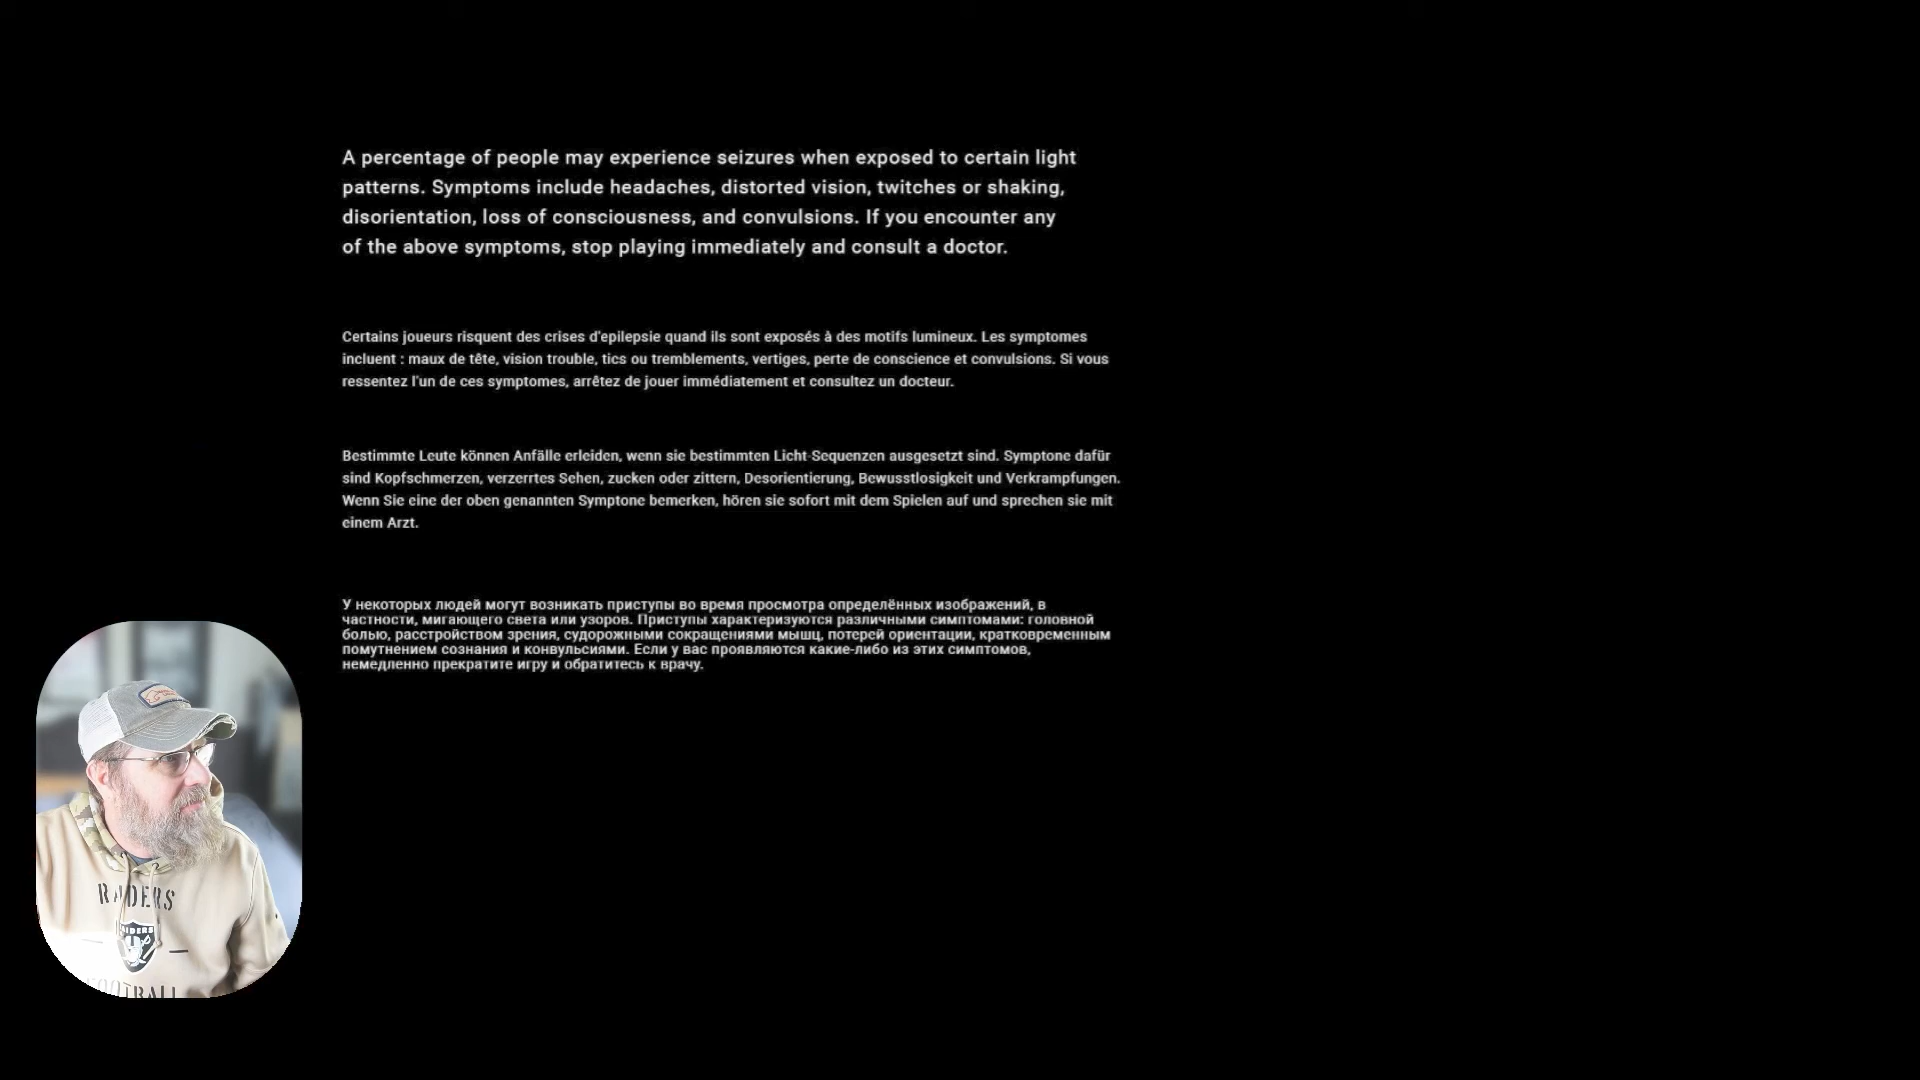 A percentage of people may experience seizures when exposed to certain light
patterns. Symptoms include headaches, distorted vision, twitches or shaking,
disorientation, loss of consciousness, and convulsions. If you encounter any
of the above symptoms, stop playing immediately and consult a doctor.
Certains joueurs risquent des crises d'epilepsie quand ils sont exposés à des motifs lumineux. Les symptomes
incluent : maux de tête, vision trouble, tics ou tremblements, vertiges, perte de conscience et convulsions. Si vous
ressentez l'un de ces symptomes, arrêtez de jouer immédiatement et consultez un docteur.
Bestimmte Leute können Anfälle erleiden, wenn sie bestimmten Licht-Sequenzen ausgesetzt sind. Symptone dafür
sind Kopfschmerzen, verzerrtes Sehen, zucken oder zittern, Desorientierung, Bewusstlosigkeit und Verkrampfungen.
Wenn Sie eine der oben genannten Symptone bemerken, hören sie sofort mit dem Spielen auf und sprechen sie mit
einem Arzt.
У некоторых людей могут возникать приступы во время просмотра определённых изображений, в
частности, мигающего света или узоров. Приступы характеризуются различными симптомами: головной
болью, расстройством зрения, судорожными сокращениями мышц, потерей ориентации, кратковременным
помутнением сознания и конвульсиями. Если у вас проявляются какие-либо из этих симптомов,
немедленно прекратите игру и обратитесь к врачу.
RAIDERS
RAIDERS
FOOTBALL